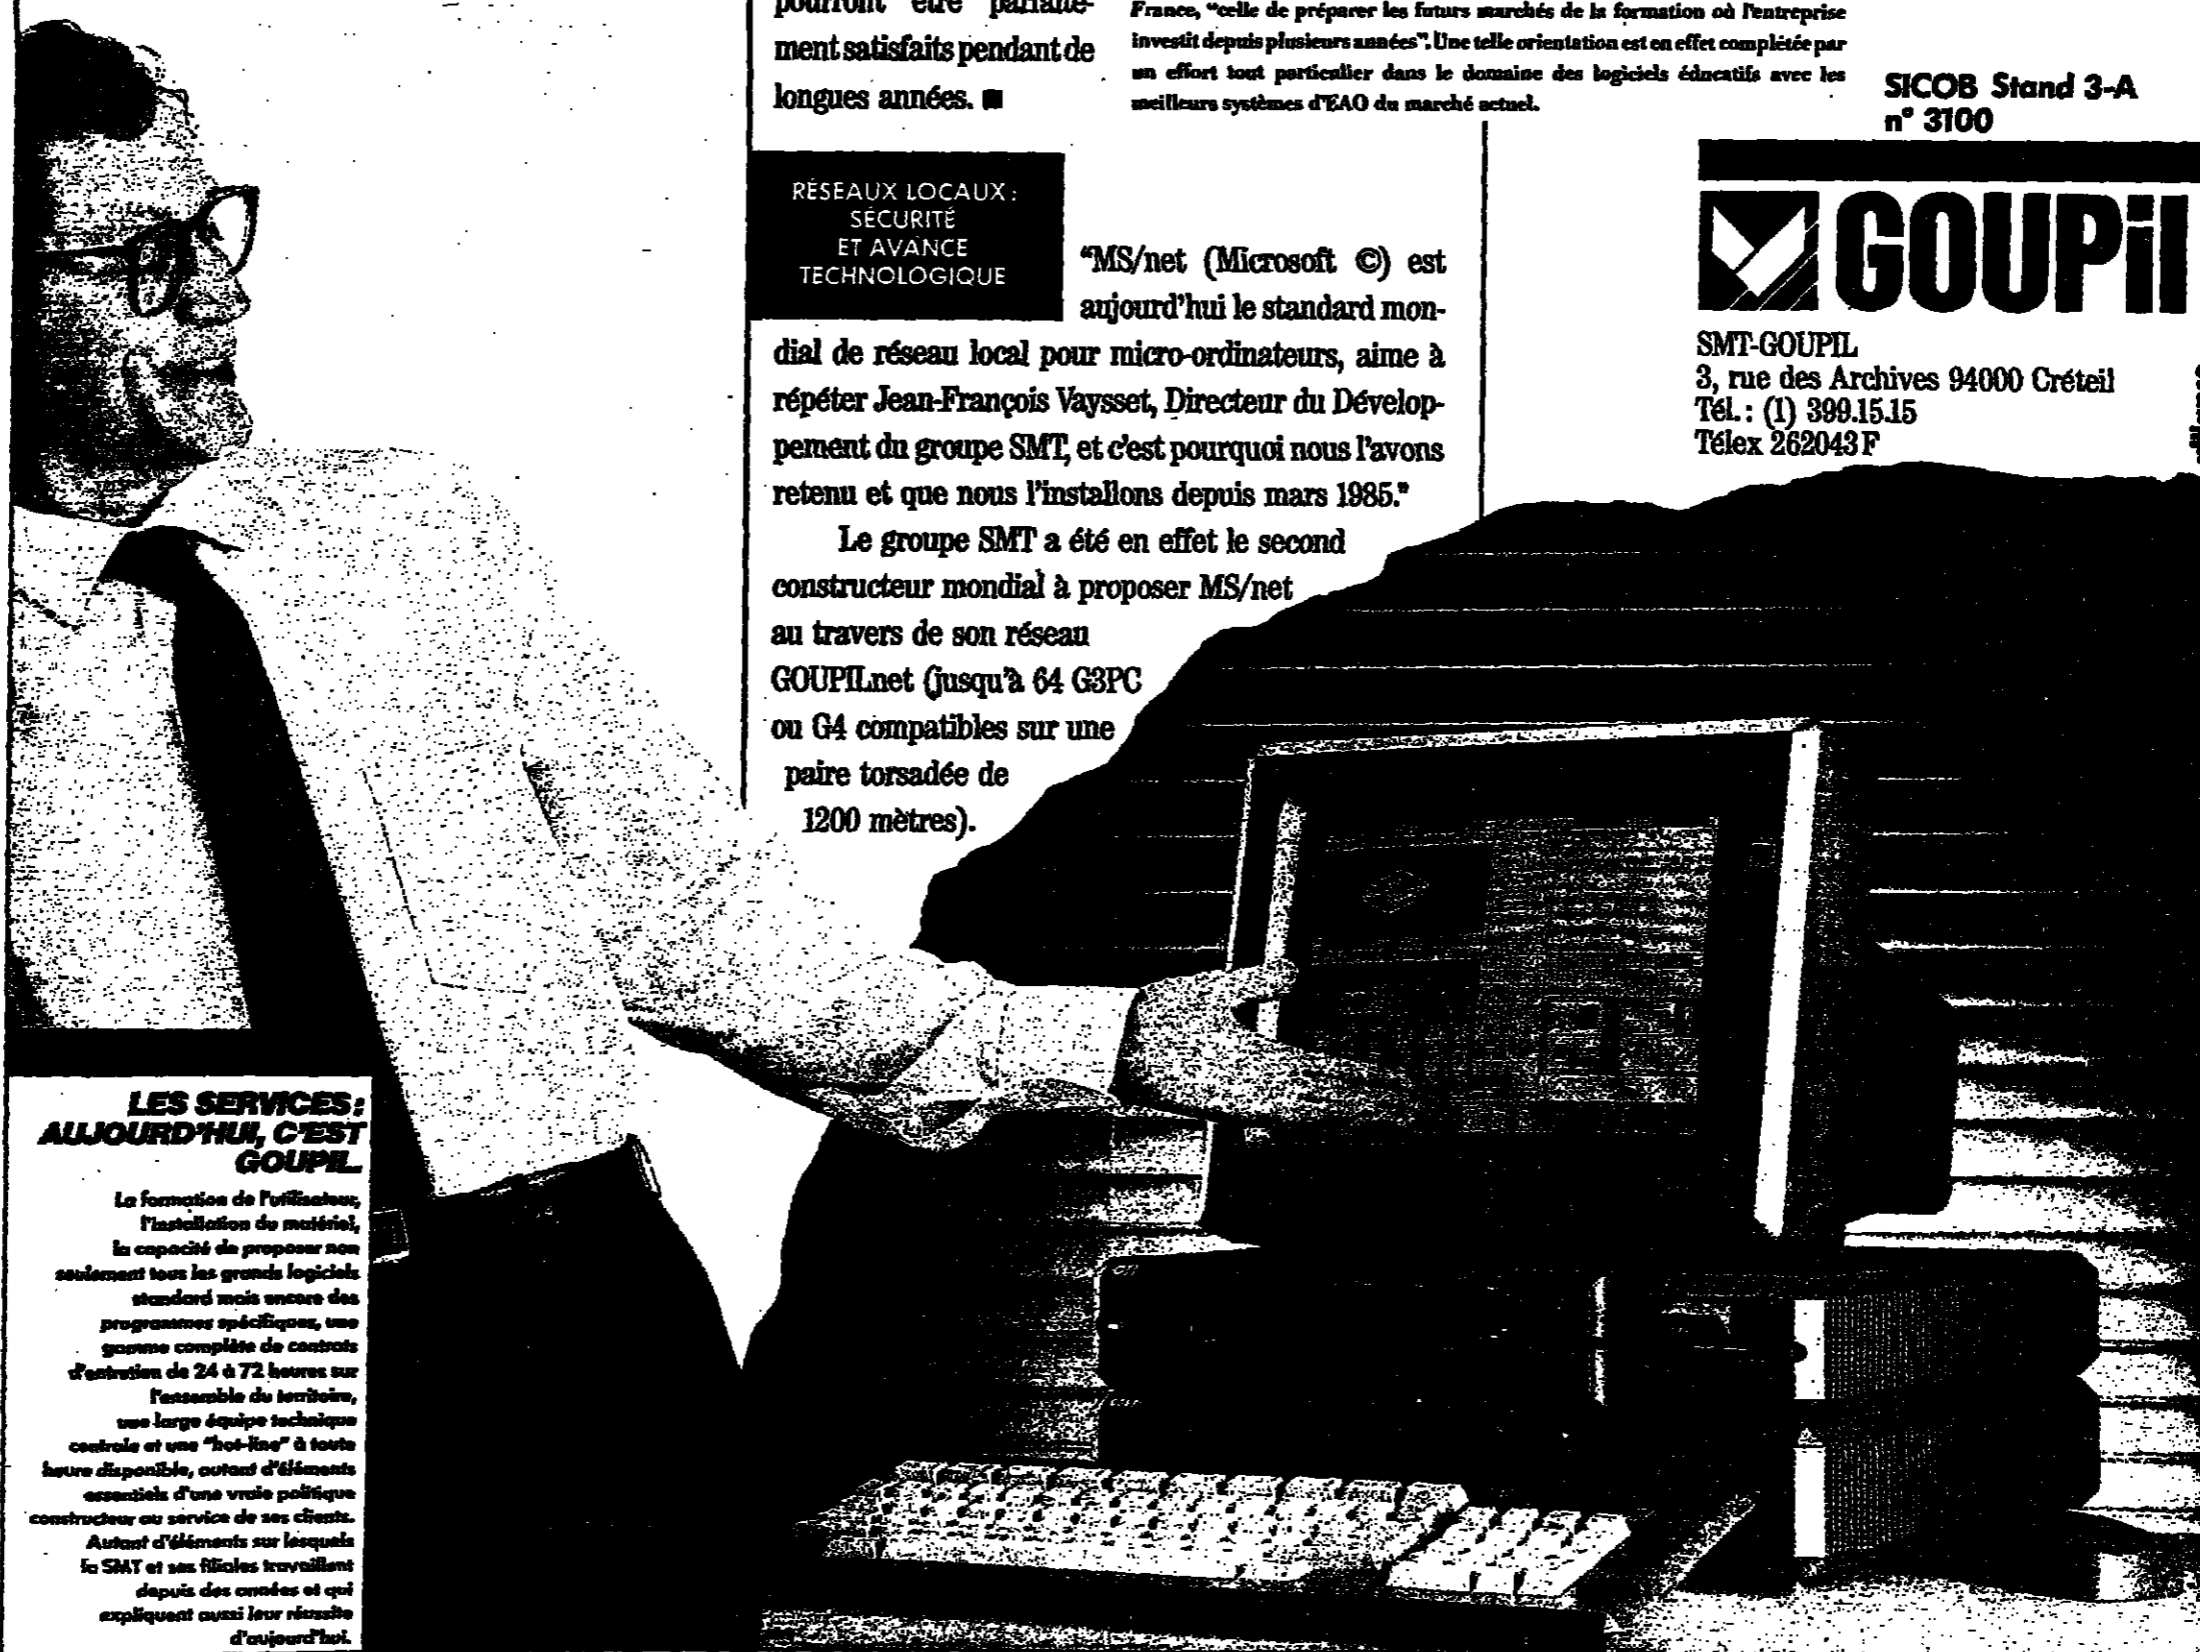 pourront être parfaite-
ment satisfaits pendant de
longues années. ■
France, “celle de préparer les futurs marchés de la formation où l'entreprise
investit depuis plusieurs années”. Une telle orientation est en effet complétée par
un effort tout particulier dans le domaine des logiciels éducatifs avec les
meilleurs systèmes d'EAO du marché actuel.
SICOB Stand 3-A
n° 3100
GOUPiL
SMT-GOUPIL
3, rue des Archives 94000 Créteil
Tél.: (1) 399.15.15
Télex 262043 F
RÉSEAUX LOCAUX :
SÉCURITÉ
ET AVANCE
TECHNOLOGIQUE
“MS/net (Microsoft ©) est
aujourd'hui le standard mon-
dial de réseau local pour micro-ordinateurs, aime à
répéter Jean-François Vaysset, Directeur du Dévelop-
pement du groupe SMT, et c'est pourquoi nous l'avons
retenu et que nous l'installons depuis mars 1985.”
Le groupe SMT a été en effet le second
constructeur mondial à proposer MS/net
au travers de son réseau
GOUPILnet (jusqu'à 64 G3PC
ou G4 compatibles sur une
paire torsadée de
1200 mètres).
LES SERVICES :
AUJOURD'HUI, C'EST
GOUPIL.
La formation de l'utilisateur,
l'installation du matériel,
la capacité de proposer non
seulement tous les grands logiciels
standard mais encore des
programmes spécifiques, une
gamme complète de contrats
d'entretien de 24 à 72 heures sur
l'ensemble du territoire,
une large équipe technique
centrale et une “hot-line” à toute
heure disponible, autant d'éléments
essentiels d'une vraie politique
constructeur au service de ses clients.
Autant d'éléments sur lesquels
la SMT et ses filiales travaillent
depuis des années et qui
expliquent aussi leur réussite
d'aujourd'hui.